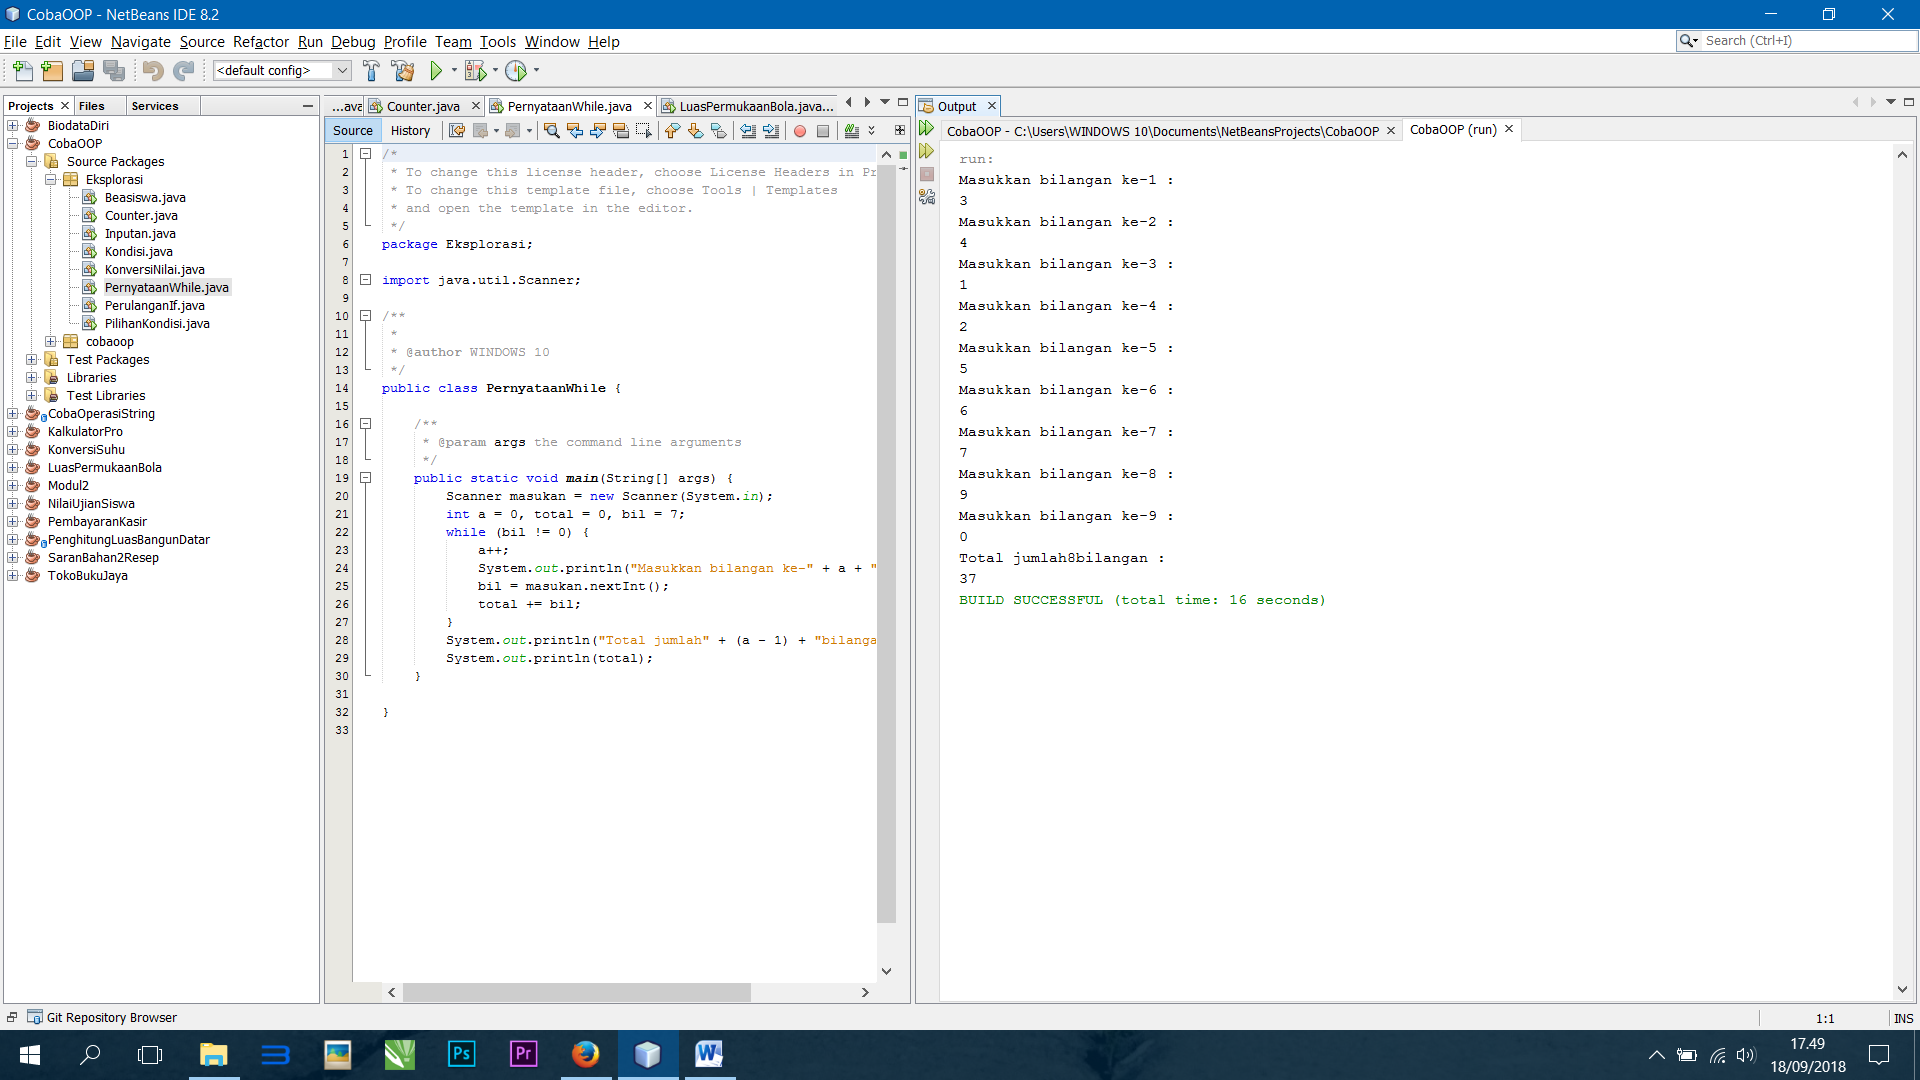 CobaOOP - NetBeans IDE 8.2
File Edit View Navigate Source Refactor Run Debug Profile Team Tools Window Help
Search (Ctrl+I)
<default config>
Projects Files Services
BiodataDiri
CobaOOP
Source Packages
Eksplorasi
Beasiswa.java
Counter.java
Inputan.java
Kondisi.java
KonversiNilai.java
PernyataanWhile.java
PerulanganIf.java
PilihanKondisi.java
cobaoop
Test Packages
Libraries
Test Libraries
CobaOperasiString
KalkulatorPro
KonversiSuhu
LuasPermukaanBola
Modul2
NilaiUjianSiswa
PembayaranKasir
PenghitungLuasBangunDatar
SaranBahan2Resep
TokoBukuJaya
...ava Counter.java PernyataanWhile.java LuasPermukaanBola.java...
Source History
1 /*
2 * To change this license header, choose License Headers in Pr
3 * To change this template file, choose Tools | Templates
4 * and open the template in the editor.
5 */
6 package Eksplorasi;
7
8 import java.util.Scanner;
9
10 /**
11 *
12 * @author WINDOWS 10
13 */
14 public class PernyataanWhile {
15
16 /**
17 * @param args the command line arguments
18 */
19 public static void main(String[] args) {
20 Scanner masukan = new Scanner(System.in);
21 int a = 0, total = 0, bil = 7;
22 while (bil != 0) {
23 a++;
24 System.out.println("Masukkan bilangan ke-" + a + "
25 bil = masukan.nextInt();
26 total += bil;
27 }
28 System.out.println("Total jumlah" + (a - 1) + "bilanga
29 System.out.println(total);
30 }
31
32 }
33
Output
CobaOOP - C:\Users\WINDOWS 10\Documents\NetBeansProjects\CobaOOP CobaOOP (run)
run:
Masukkan bilangan ke-1 :
3
Masukkan bilangan ke-2 :
4
Masukkan bilangan ke-3 :
1
Masukkan bilangan ke-4 :
2
Masukkan bilangan ke-5 :
5
Masukkan bilangan ke-6 :
6
Masukkan bilangan ke-7 :
7
Masukkan bilangan ke-8 :
9
Masukkan bilangan ke-9 :
0
Total jumlah8bilangan :
37
BUILD SUCCESSFUL (total time: 16 seconds)
Git Repository Browser
1:1 INS
Ps Pr
17.49
18/09/2018